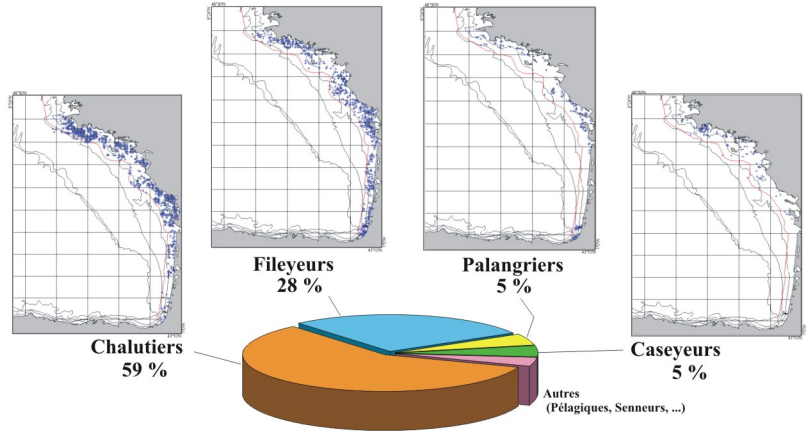 Fileyeurs
28 %
Palangriers
5 %
Chalutiers
59 %
Caseyeurs
5 %
Autres
(Pélagiques, Senneurs, ...)